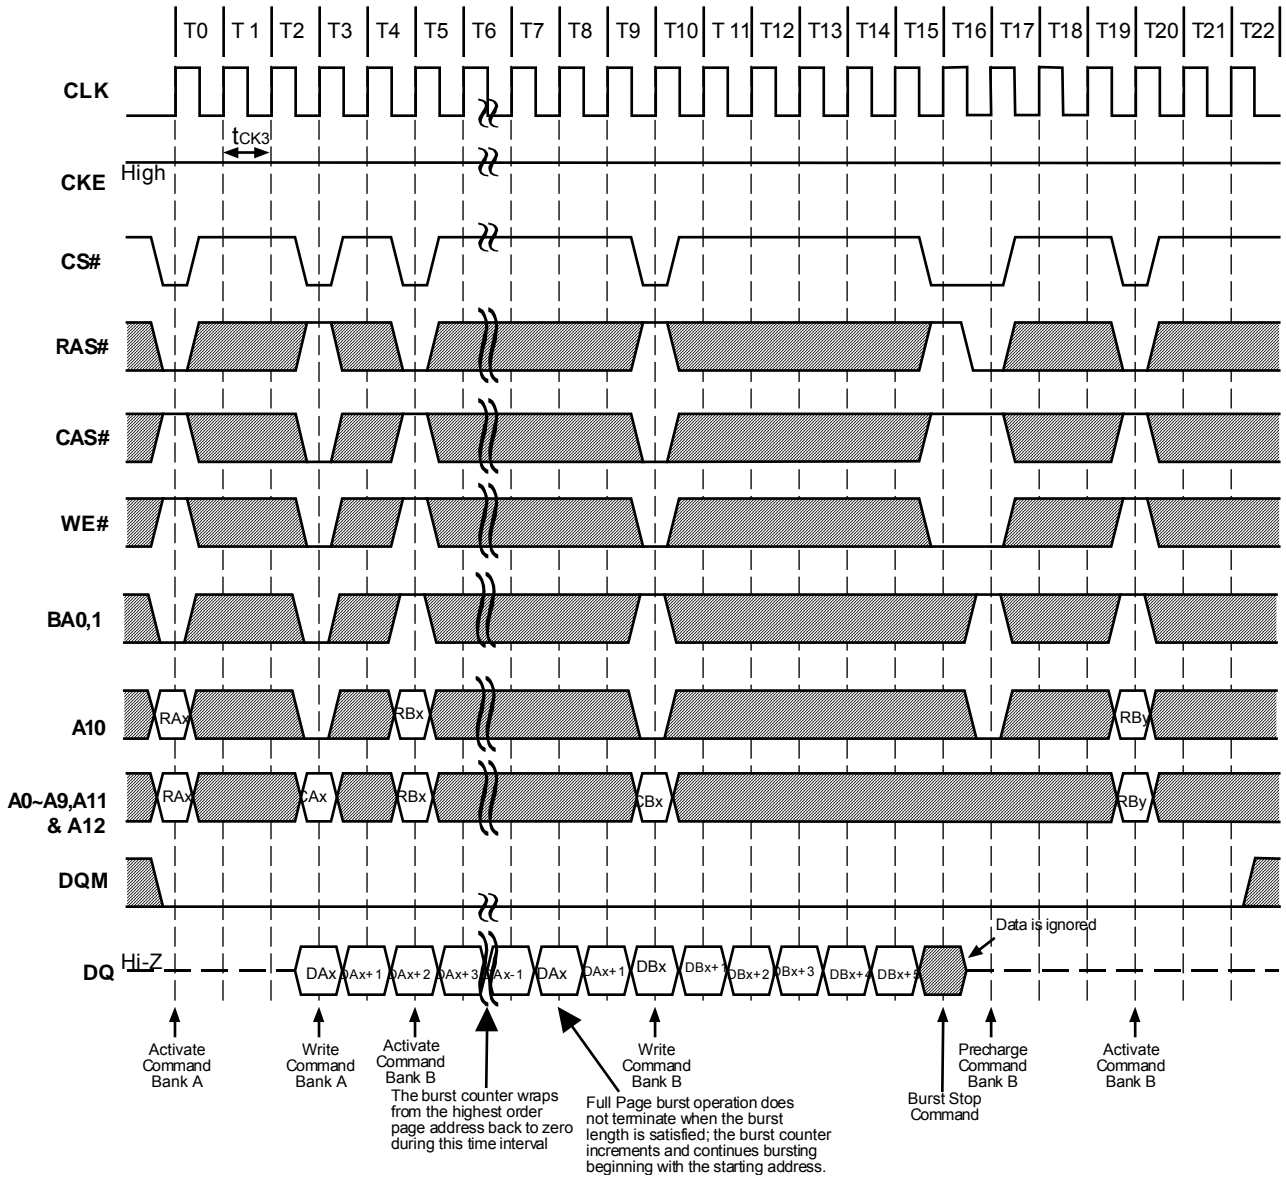 T0 T 1 T2 T3 T4 T5 T6 T7 T8 T9 T10 T 11 T12 T13 T14 T15 T16 T17 T18 T19 T20 T21 T22
CLK
tCK3
High
CKE
CS#
RAS#
CAS#
WE#
BA0,1
A10
RAx RBx RBy
A0~A9,A11
& A12
RAx CAx RBx CBx RBy
DQM
Data is ignored
Hi-Z
DQ
DAx DAx+1 DAx+2 DAx+3 DAx-1 DAx DAx+1 DBx DBx+1 DBx+2 DBx+3 DBx+4 DBx+5
Activate
Command
Bank A
Write
Command
Bank A
Activate
Command
Bank B
The burst counter wraps
from the highest order
page address back to zero
during this time interval
Full Page burst operation does
not terminate when the burst
length is satisfied; the burst counter
increments and continues bursting
beginning with the starting address.
Write
Command
Bank B
Burst Stop
Command
Precharge
Command
Bank B
Activate
Command
Bank B